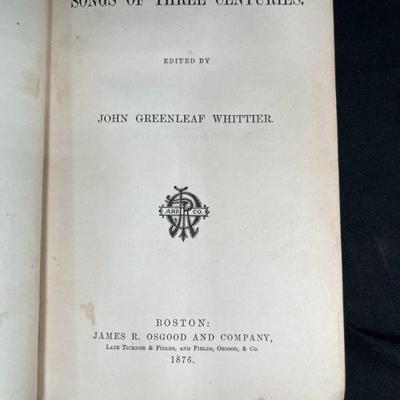 SONGS OF THREE CENTURIES.
EDITED BY
JOHN GREENLEAF WHITTIER.
AND CO.
BOSTON:
JAMES R. OSGOOD AND COMPANY,
LATE TICKNOR & FIELDS, AND FIELDS, OSGOOD, & CO.
1876.